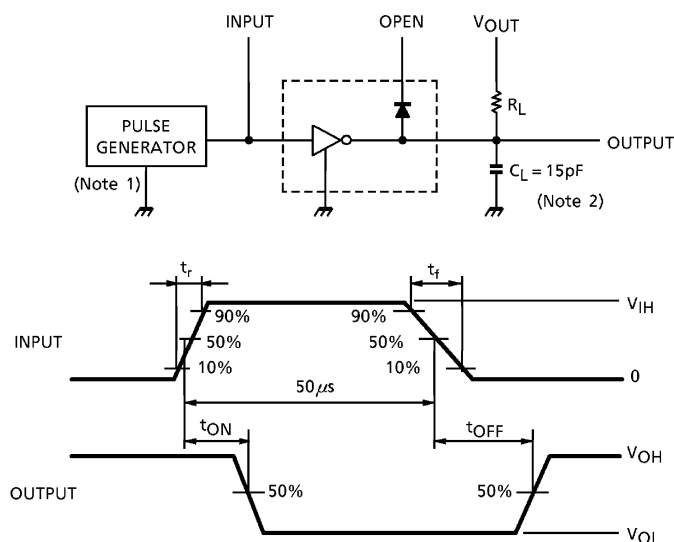 INPUT OPEN VOUT
RL
PULSE
GENERATOR
OUTPUT
(Note 1)
CL = 15pF
(Note 2)
tr tf
VIH
90% 90%
INPUT
50% 50%
10% 10%
0
50μs
tON tOFF
VOH
OUTPUT
50% 50%
VOL